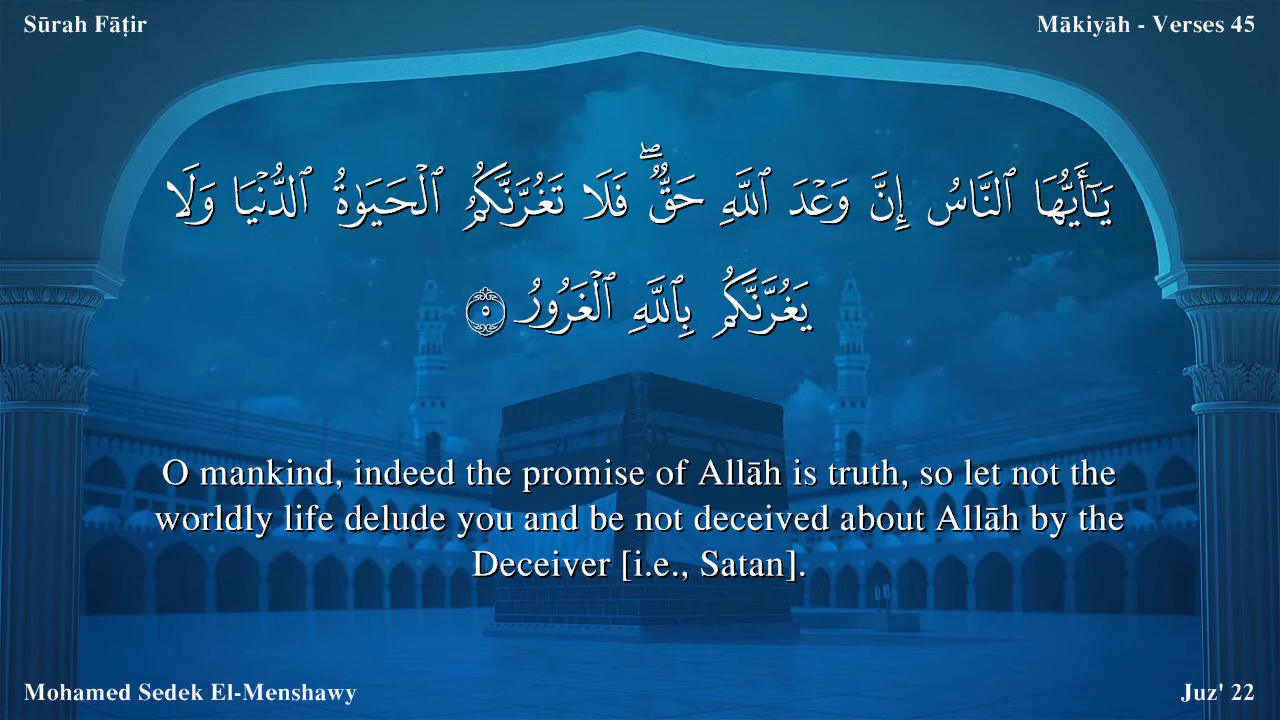 Sūrah Fāṭir
Mākiyāh - Verses 45
يَـٰٓأَيُّهَا ٱلنَّاسُ إِنَّ وَعْدَ ٱللَّهِ حَقٌّۭ ۖ فَلَا تَغُرَّنَّكُمُ ٱلْحَيَوٰةُ ٱلدُّنْيَا وَلَا
يَغُرَّنَّكُم بِٱللَّهِ ٱلْغَرُورُ ٥
O mankind, indeed the promise of Allāh is truth, so let not the
worldly life delude you and be not deceived about Allāh by the
Deceiver [i.e., Satan].
Mohamed Sedek El-Menshawy
Juz' 22